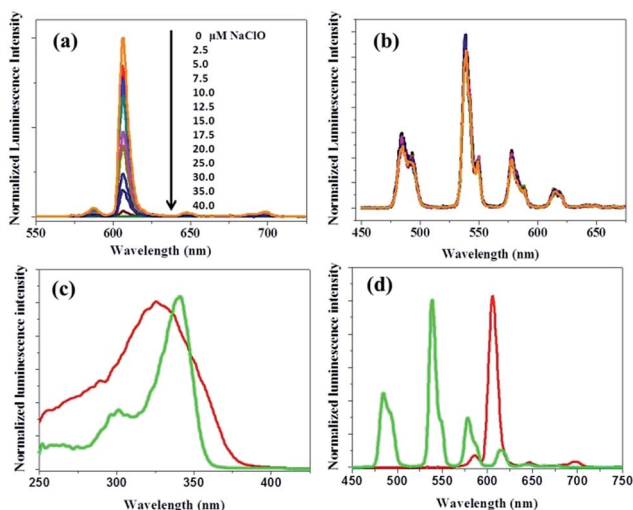 (a)
0 µM NaClO
2.5
5.0
7.5
10.0
12.5
15.0
17.5
20.0
25.0
30.0
35.0
40.0
Normalized Luminescence Intensity
550 600 650 700
Wavelength (nm)
(b)
Normalized Luminescence Intensity
450 500 550 600 650
Wavelength (nm)
(c)
Normalized luminescence intensity
250 300 350 400
Wavelength (nm)
(d)
Normalized luminescence intensity
450 500 550 600 650 700 750
Wavelength (nm)